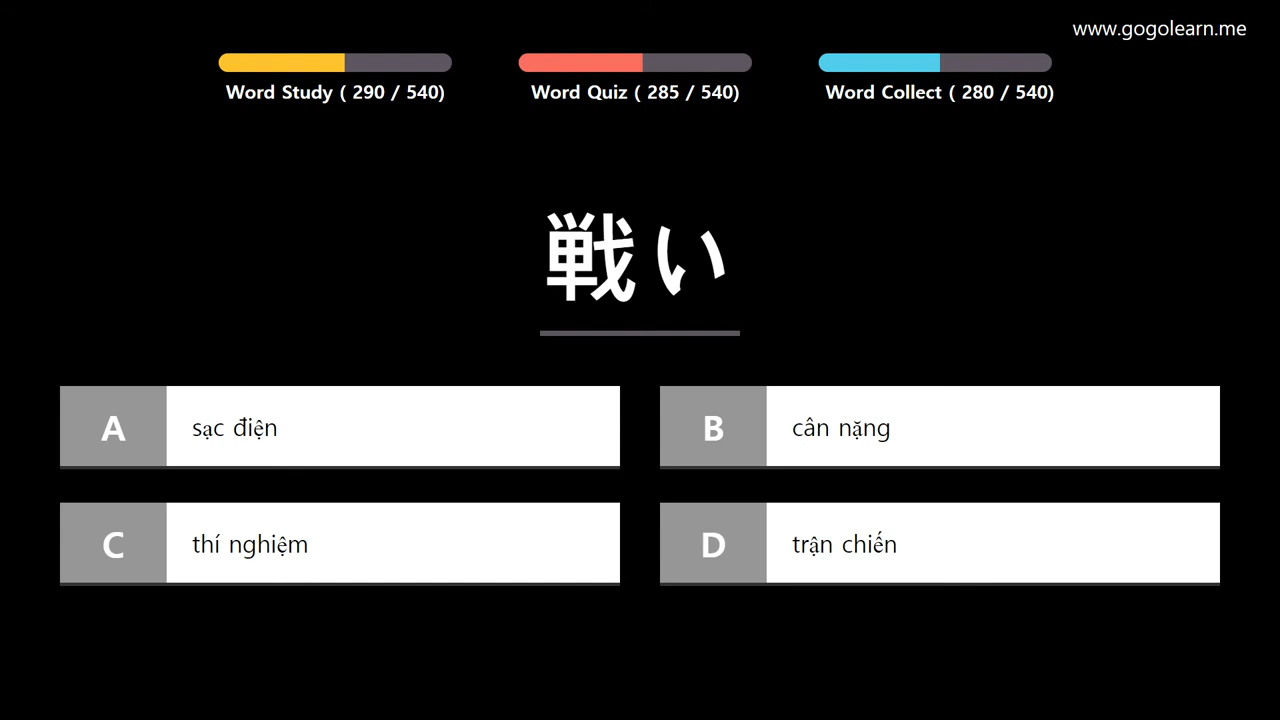 www.gogolearn.me
Word Study ( 290 / 540)
Word Quiz ( 285 / 540)
Word Collect ( 280 / 540)
戦い
A sạc điện
B cân nặng
C thí nghiệm
D trận chiến